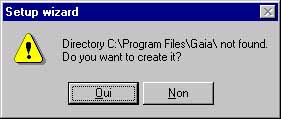 Setup wizard
Directory C:\Program Files\Gaia\ not found.
Do you want to create it?
Oui
Non